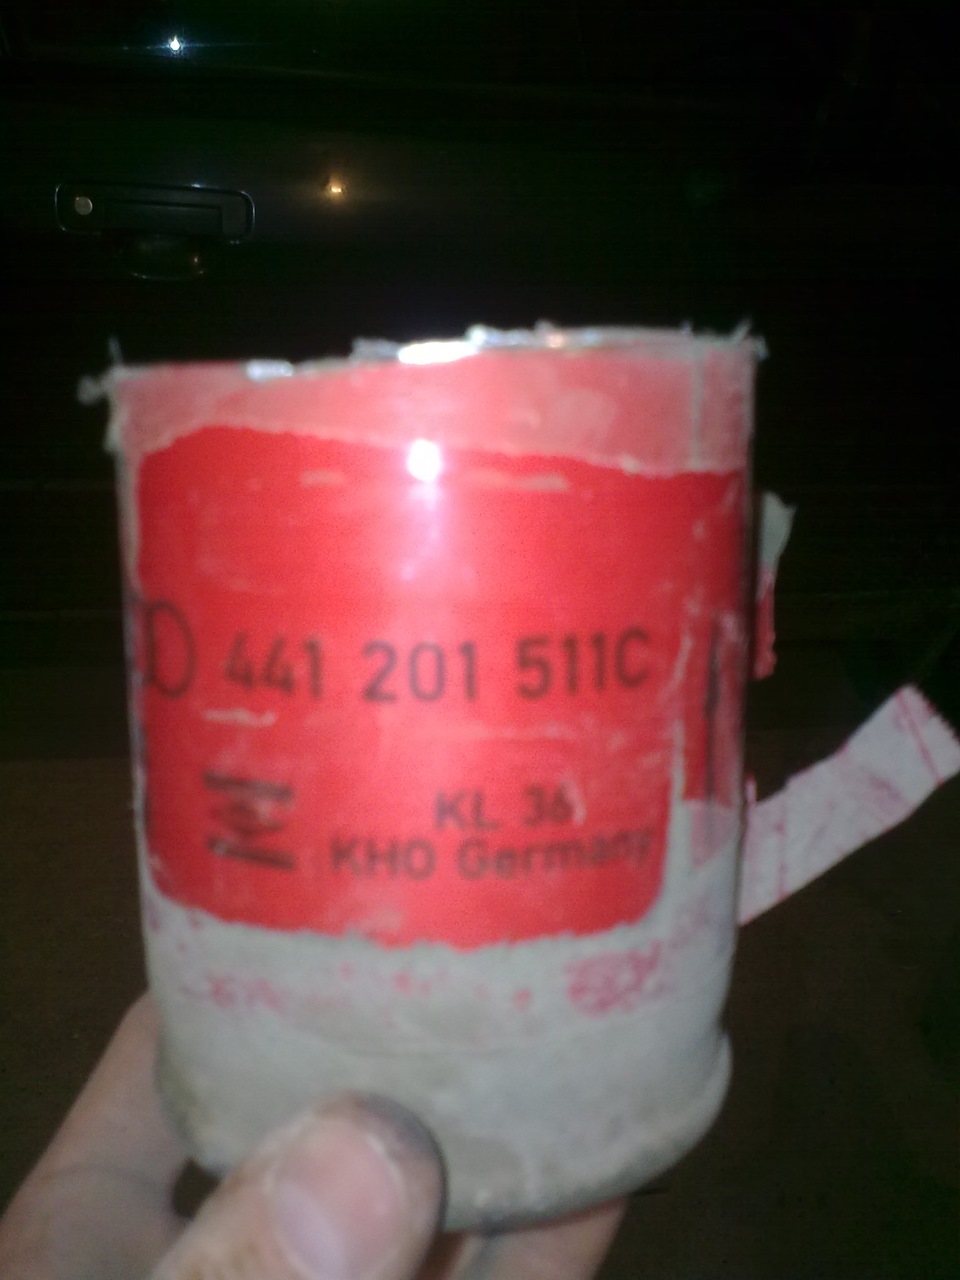 D 441 201 511C
KL 36
KHO Germany